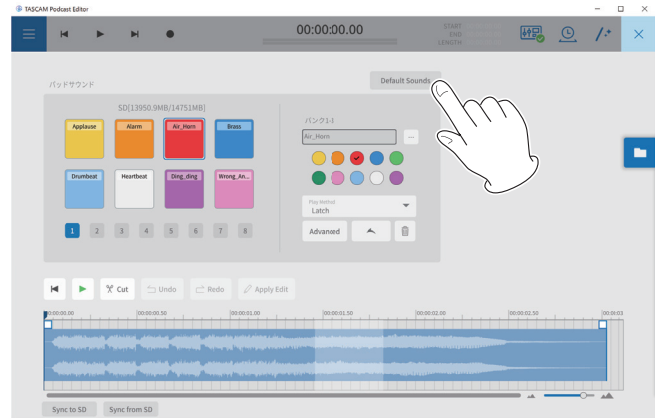 TASCAM Podcast Editor
00:00:00.00
START
END
LENGTH
パッドサウンド
Default Sounds
SD[13950.9MB/14751MB]
Applause
Alarm
Air_Horn
Brass
Drumbeat
Heartbeat
Ding_ding
Wrong_An...
1 2 3 4 5 6 7 8
バンク1-1
Air_Horn
...
Play Method
Latch
Advanced
Cut
Undo
Redo
Apply Edit
00:00:00.00
00:00:00.50
00:00:01.00
00:00:01.50
00:00:02.00
00:00:02.50
00:00:03
Sync to SD
Sync from SD